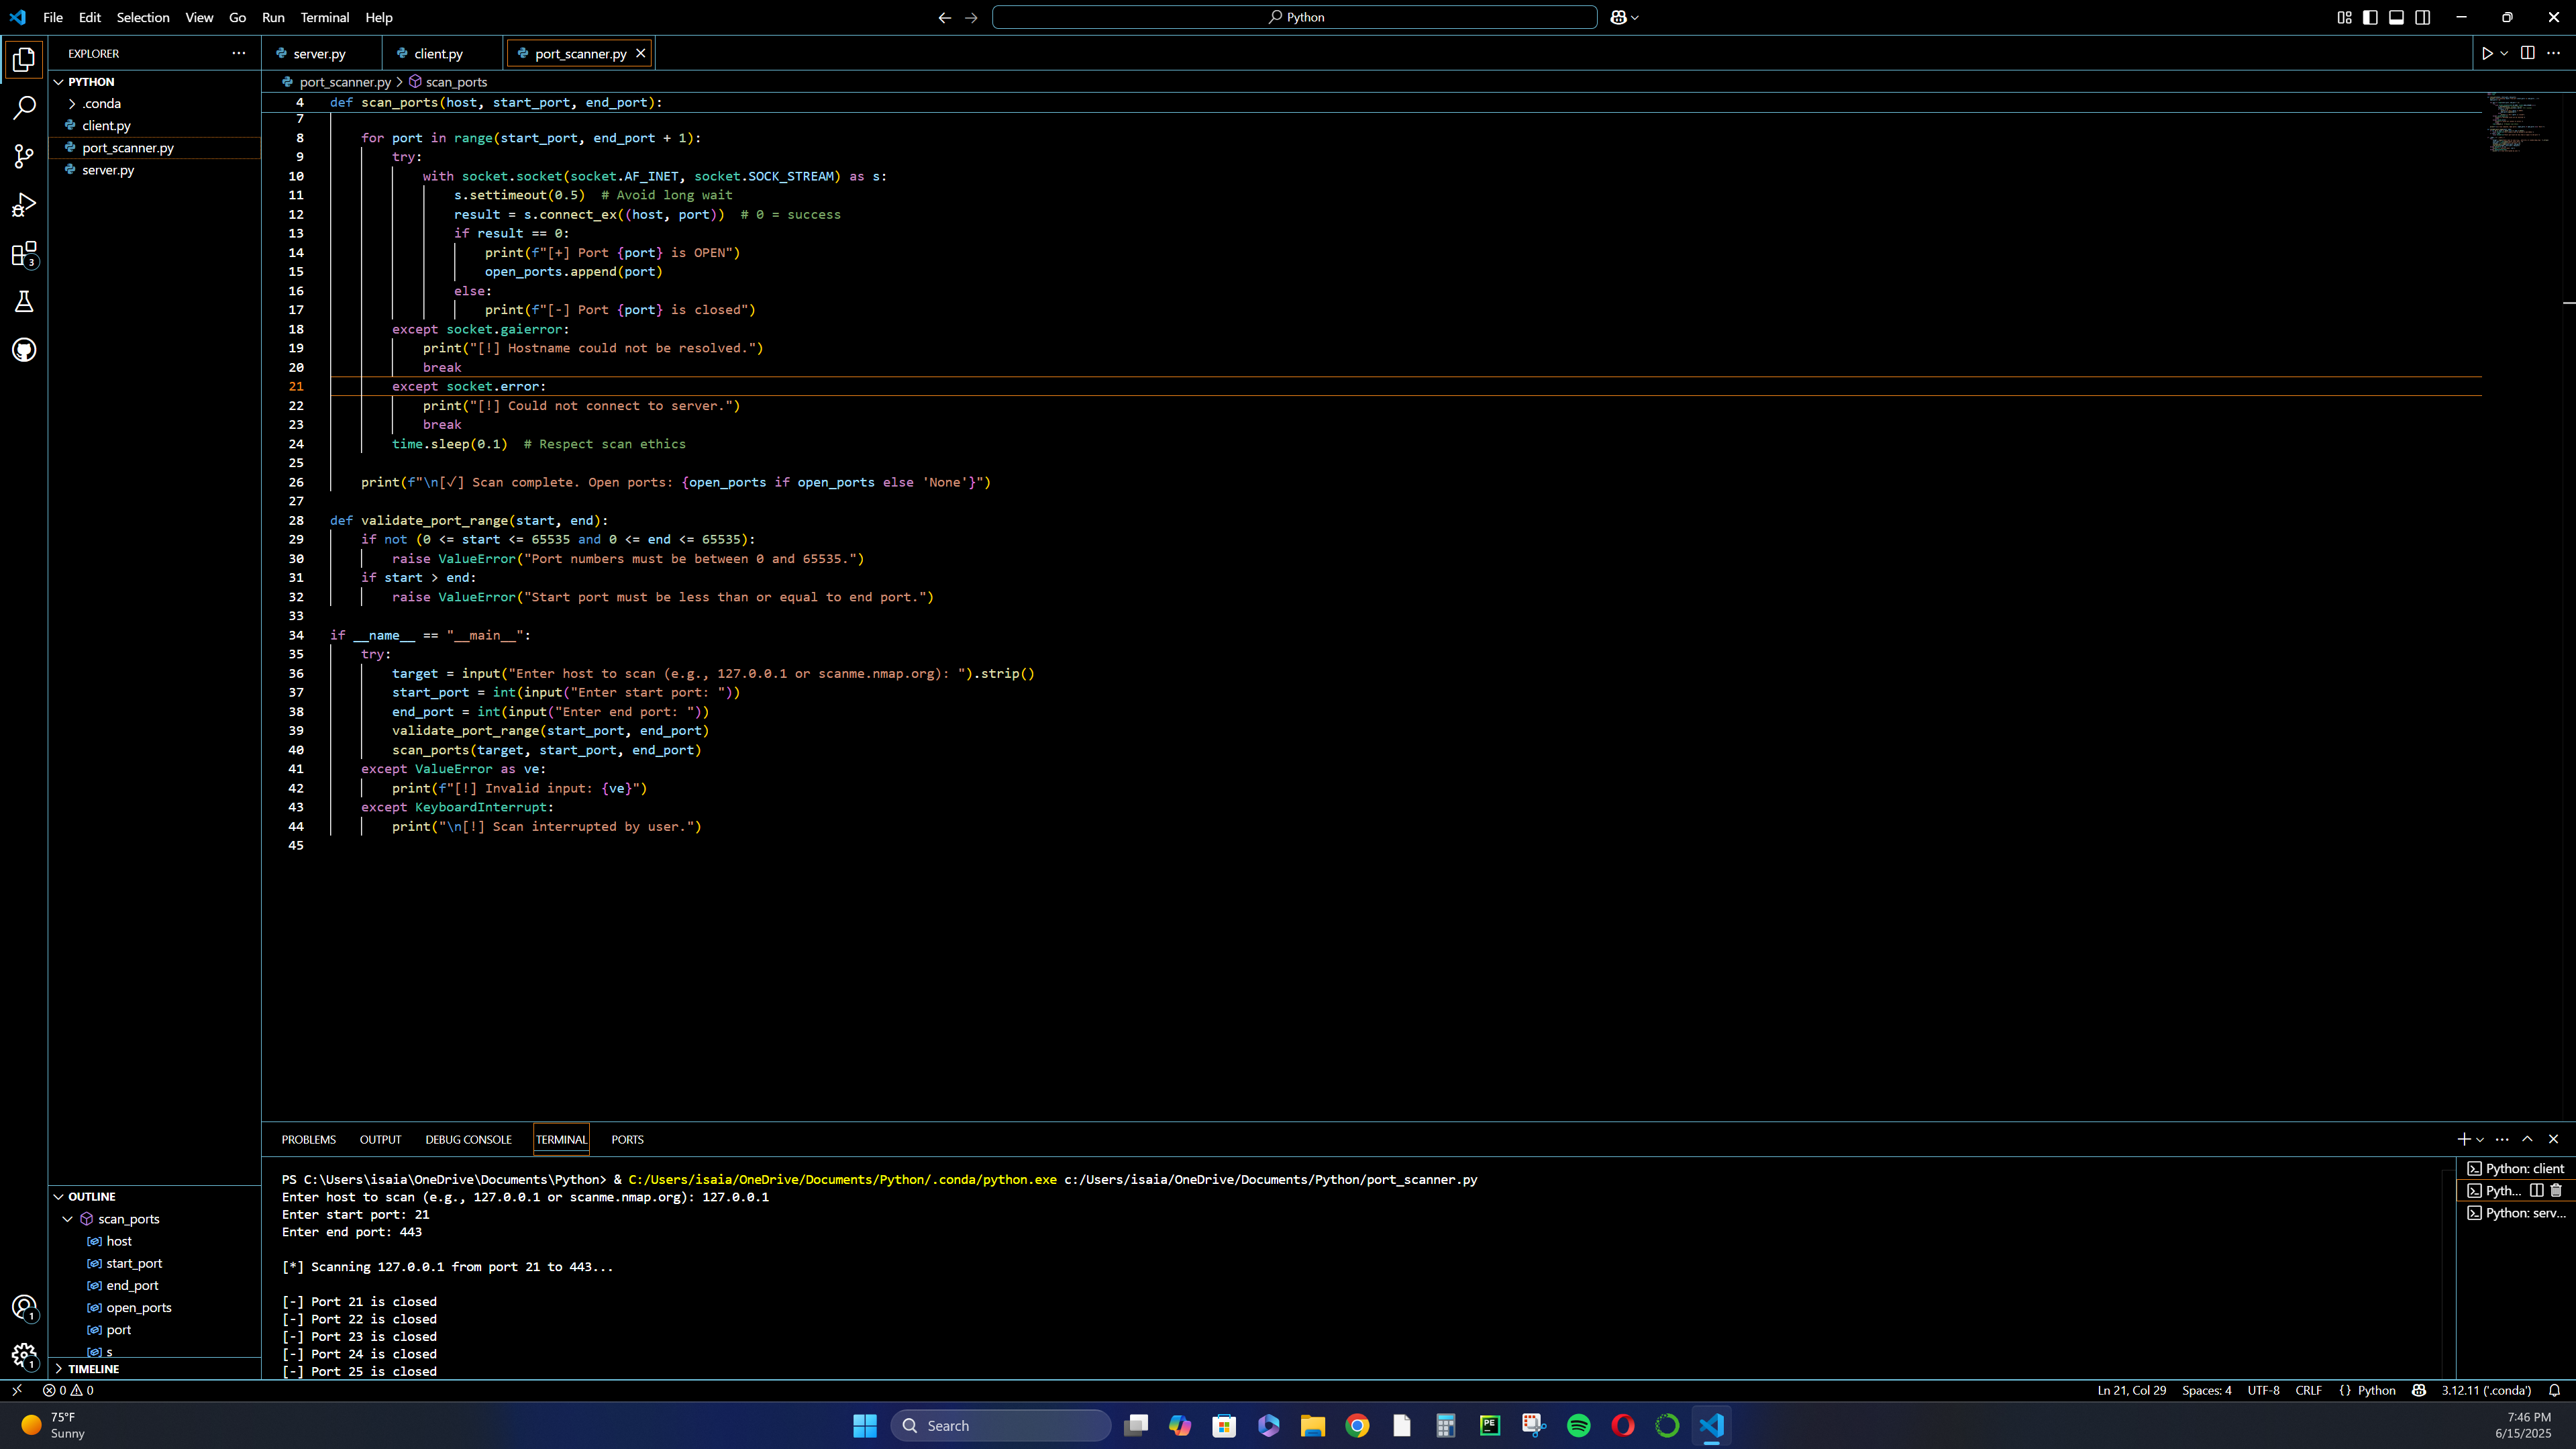 File Edit Selection View Go Run Terminal Help
Python
EXPLORER
PYTHON
.conda
client.py
port_scanner.py
server.py
3
server.py client.py port_scanner.py
port_scanner.py > scan_ports
4 def scan_ports(host, start_port, end_port):
7
8 for port in range(start_port, end_port + 1):
9 try:
10 with socket.socket(socket.AF_INET, socket.SOCK_STREAM) as s:
11 s.settimeout(0.5) # Avoid long wait
12 result = s.connect_ex((host, port)) # 0 = success
13 if result == 0:
14 print(f"[+] Port {port} is OPEN")
15 open_ports.append(port)
16 else:
17 print(f"[-] Port {port} is closed")
18 except socket.gaierror:
19 print("[!] Hostname could not be resolved.")
20 break
21 except socket.error:
22 print("[!] Could not connect to server.")
23 break
24 time.sleep(0.1) # Respect scan ethics
25
26 print(f"\n[✓] Scan complete. Open ports: {open_ports if open_ports else 'None'}")
27
28 def validate_port_range(start, end):
29 if not (0 <= start <= 65535 and 0 <= end <= 65535):
30 raise ValueError("Port numbers must be between 0 and 65535.")
31 if start > end:
32 raise ValueError("Start port must be less than or equal to end port.")
33
34 if __name__ == "__main__":
35 try:
36 target = input("Enter host to scan (e.g., 127.0.0.1 or scanme.nmap.org): ").strip()
37 start_port = int(input("Enter start port: "))
38 end_port = int(input("Enter end port: "))
39 validate_port_range(start_port, end_port)
40 scan_ports(target, start_port, end_port)
41 except ValueError as ve:
42 print(f"[!] Invalid input: {ve}")
43 except KeyboardInterrupt:
44 print("\n[!] Scan interrupted by user.")
45
OUTLINE
scan_ports
host
start_port
end_port
open_ports
port
s
TIMELINE
1
1
PROBLEMS OUTPUT DEBUG CONSOLE TERMINAL PORTS
PS C:\Users\isaia\OneDrive\Documents\Python> & C:/Users/isaia/OneDrive/Documents/Python/.conda/python.exe c:/Users/isaia/OneDrive/Documents/Python/port_scanner.py
Enter host to scan (e.g., 127.0.0.1 or scanme.nmap.org): 127.0.0.1
Enter start port: 21
Enter end port: 443
[*] Scanning 127.0.0.1 from port 21 to 443...
[-] Port 21 is closed
[-] Port 22 is closed
[-] Port 23 is closed
[-] Port 24 is closed
[-] Port 25 is closed
Python: client
Pyth...
Python: serv...
0 0
Ln 21, Col 29 Spaces: 4 UTF-8 CRLF {} Python 3.12.11 ('.conda')
75°F
Sunny
Search
PE
7:46 PM
6/15/2025